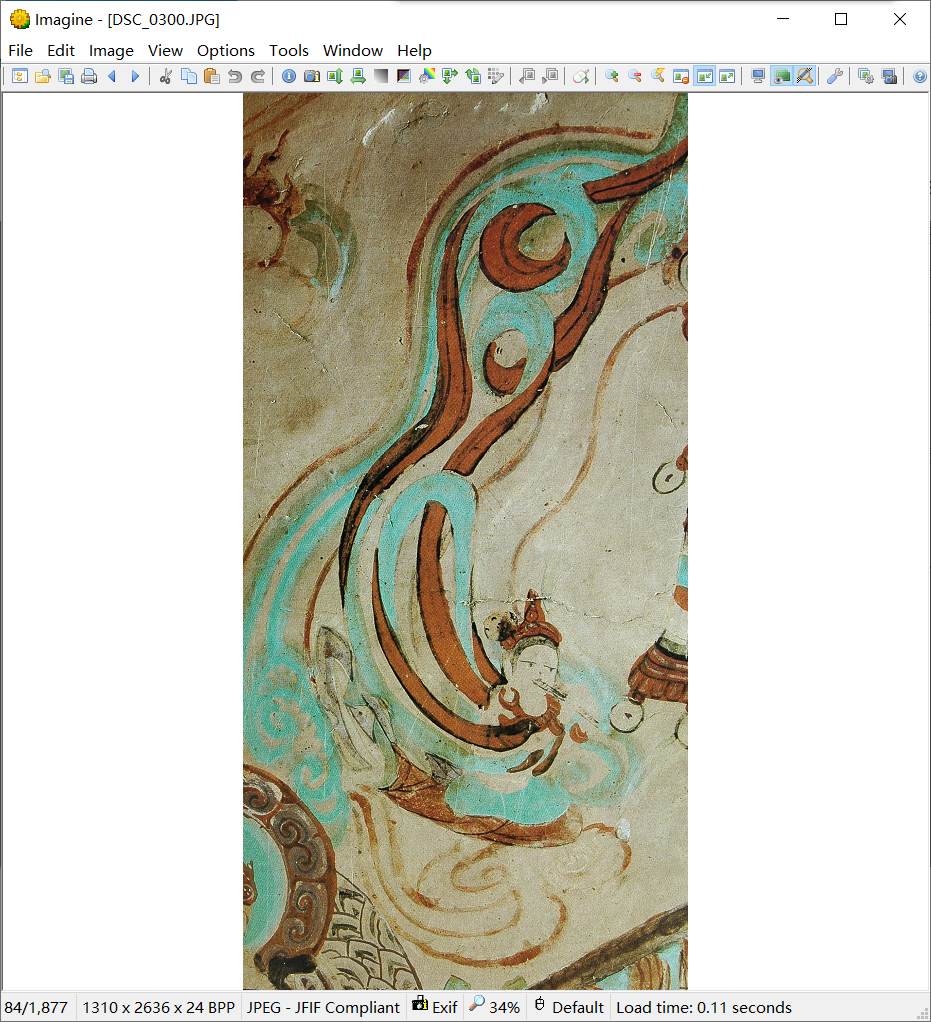 Imagine - [DSC_0300.JPG]
File Edit Image View Options Tools Window Help
84/1,877 1310 x 2636 x 24 BPP JPEG - JFIF Compliant Exif 34% Default Load time: 0.11 seconds